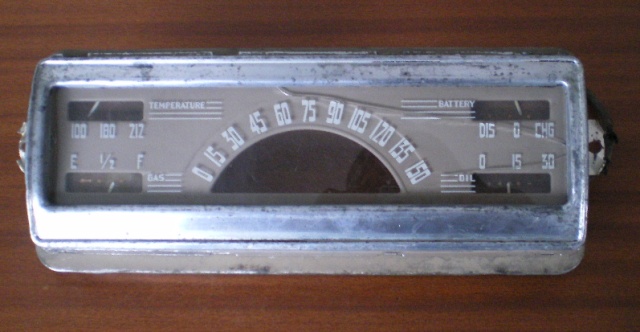 TEMPERATURE
100 180 212
0 15 30 45 60 75 90 105 120 135 150
BATTERY
DIS 0 CHG
E 1/2 F
GAS
0 15 30
OIL